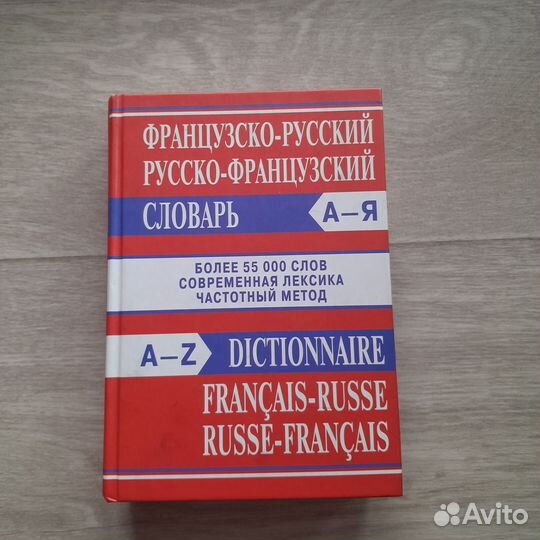 ФРАНЦУЗСКО-РУССКИЙ
РУССКО-ФРАНЦУЗСКИЙ
СЛОВАРЬ А—Я
БОЛЕЕ 55 000 СЛОВ
СОВРЕМЕННАЯ ЛЕКСИКА
ЧАСТОТНЫЙ МЕТОД
A—Z DICTIONNAIRE
FRANÇAIS-RUSSE
RUSSE-FRANÇAIS
Avito